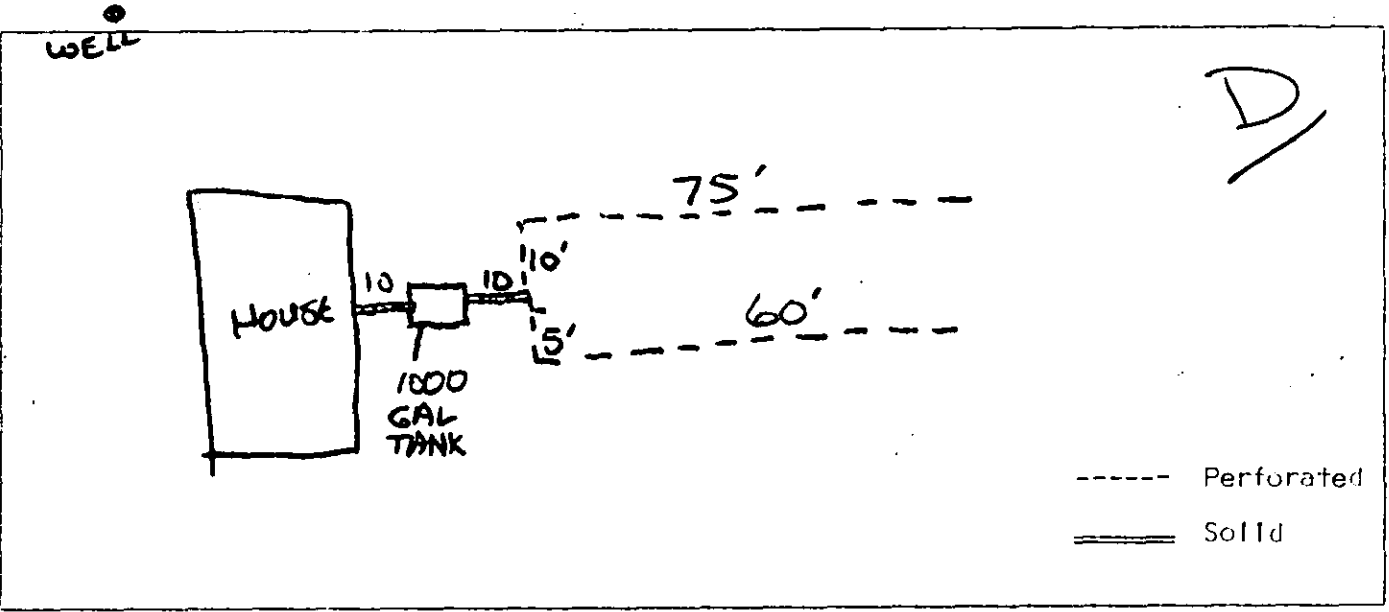 WELL
D
75'
10'
10
10
HOUSE
60'
5'
1000
GAL
TANK
Perforated
Solid